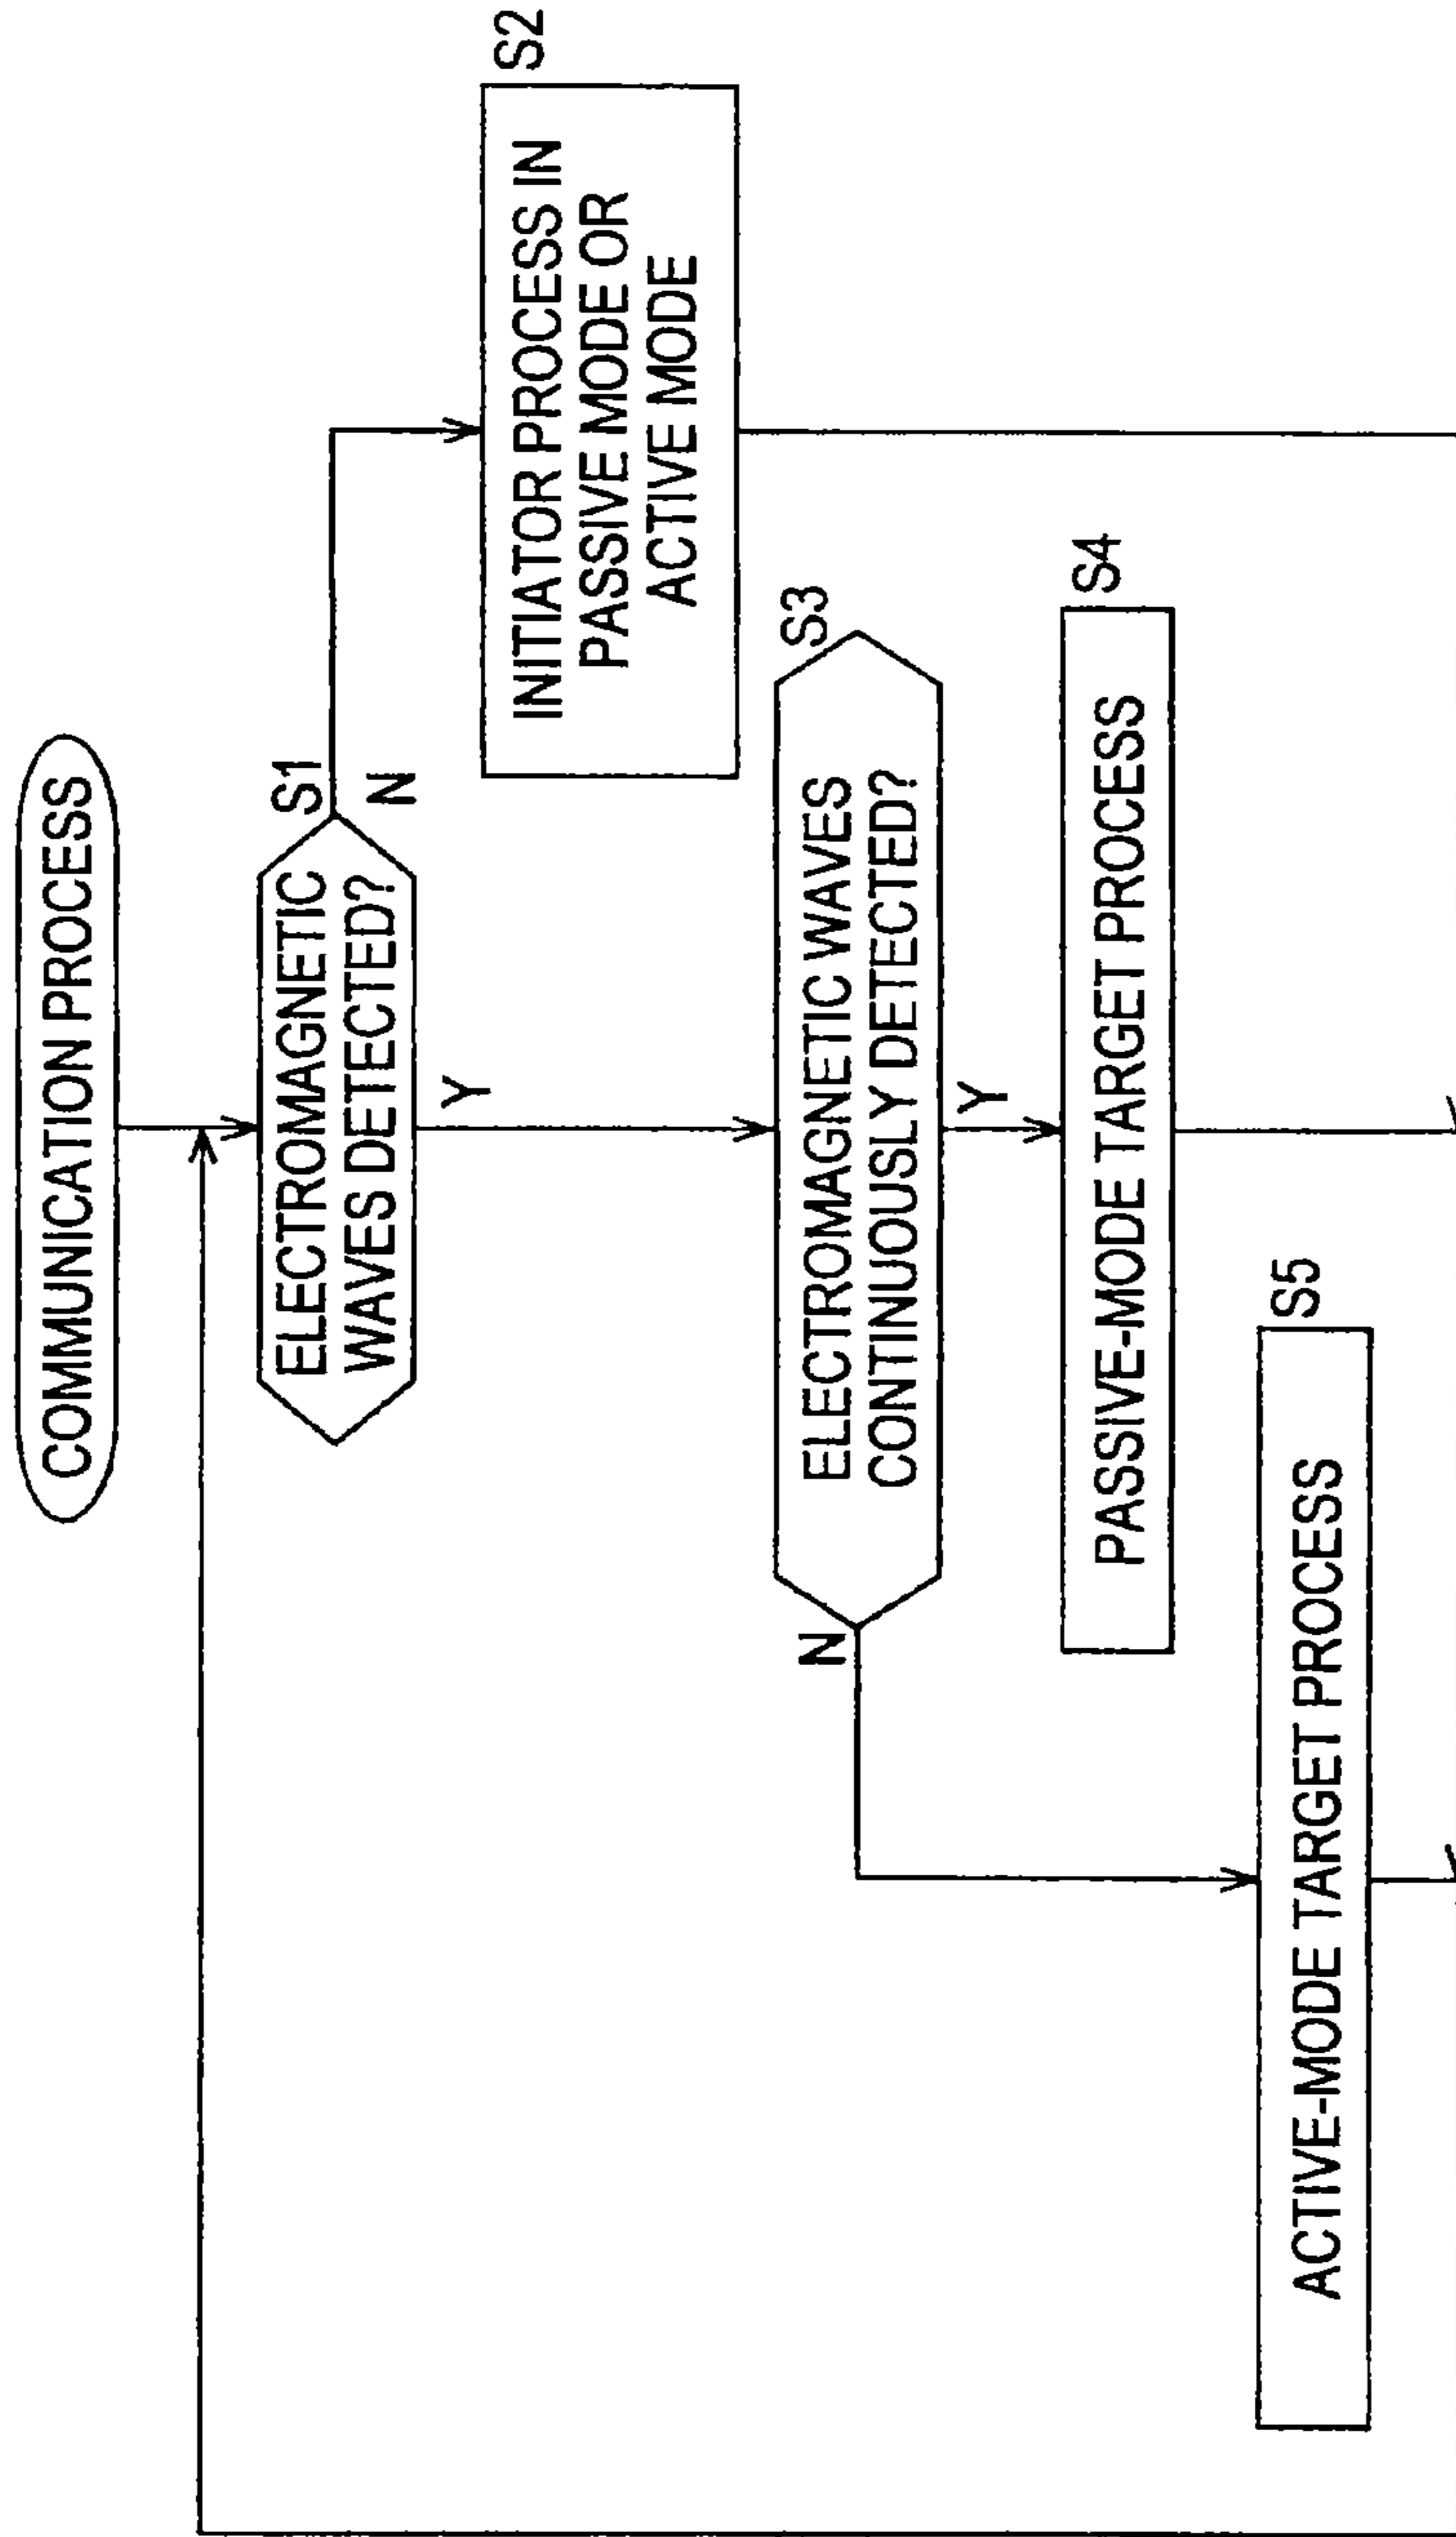 COMMUNICATION PROCESS
S1
ELECTROMAGNETIC
WAVES DETECTED?
N
Y
S2
INITIATOR PROCESS IN
PASSIVE MODE OR
ACTIVE MODE
S3
ELECTROMAGNETIC WAVES
CONTINUOUSLY DETECTED?
N
Y
S4
PASSIVE-MODE TARGET PROCESS
S5
ACTIVE-MODE TARGET PROCESS